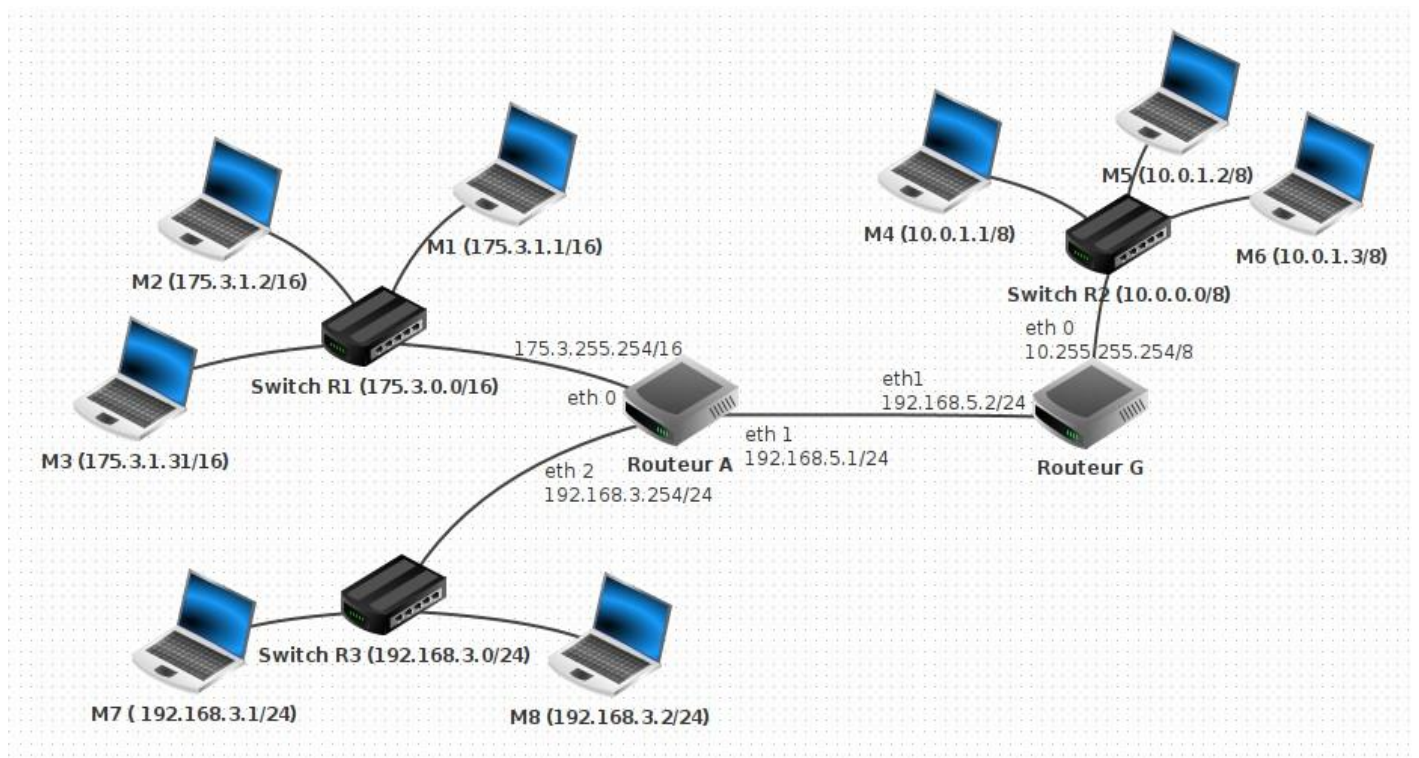 M1 (175.3.1.1/16)
M2 (175.3.1.2/16)
M3 (175.3.1.31/16)
Switch R1 (175.3.0.0/16)
175.3.255.254/16
eth 0
Routeur A
eth 1
192.168.5.1/24
eth 2
192.168.3.254/24
Switch R3 (192.168.3.0/24)
M7 ( 192.168.3.1/24)
M8 (192.168.3.2/24)
M4 (10.0.1.1/8)
M5 (10.0.1.2/8)
M6 (10.0.1.3/8)
Switch R2 (10.0.0.0/8)
eth 0
10.255.255.254/8
eth1
192.168.5.2/24
Routeur G